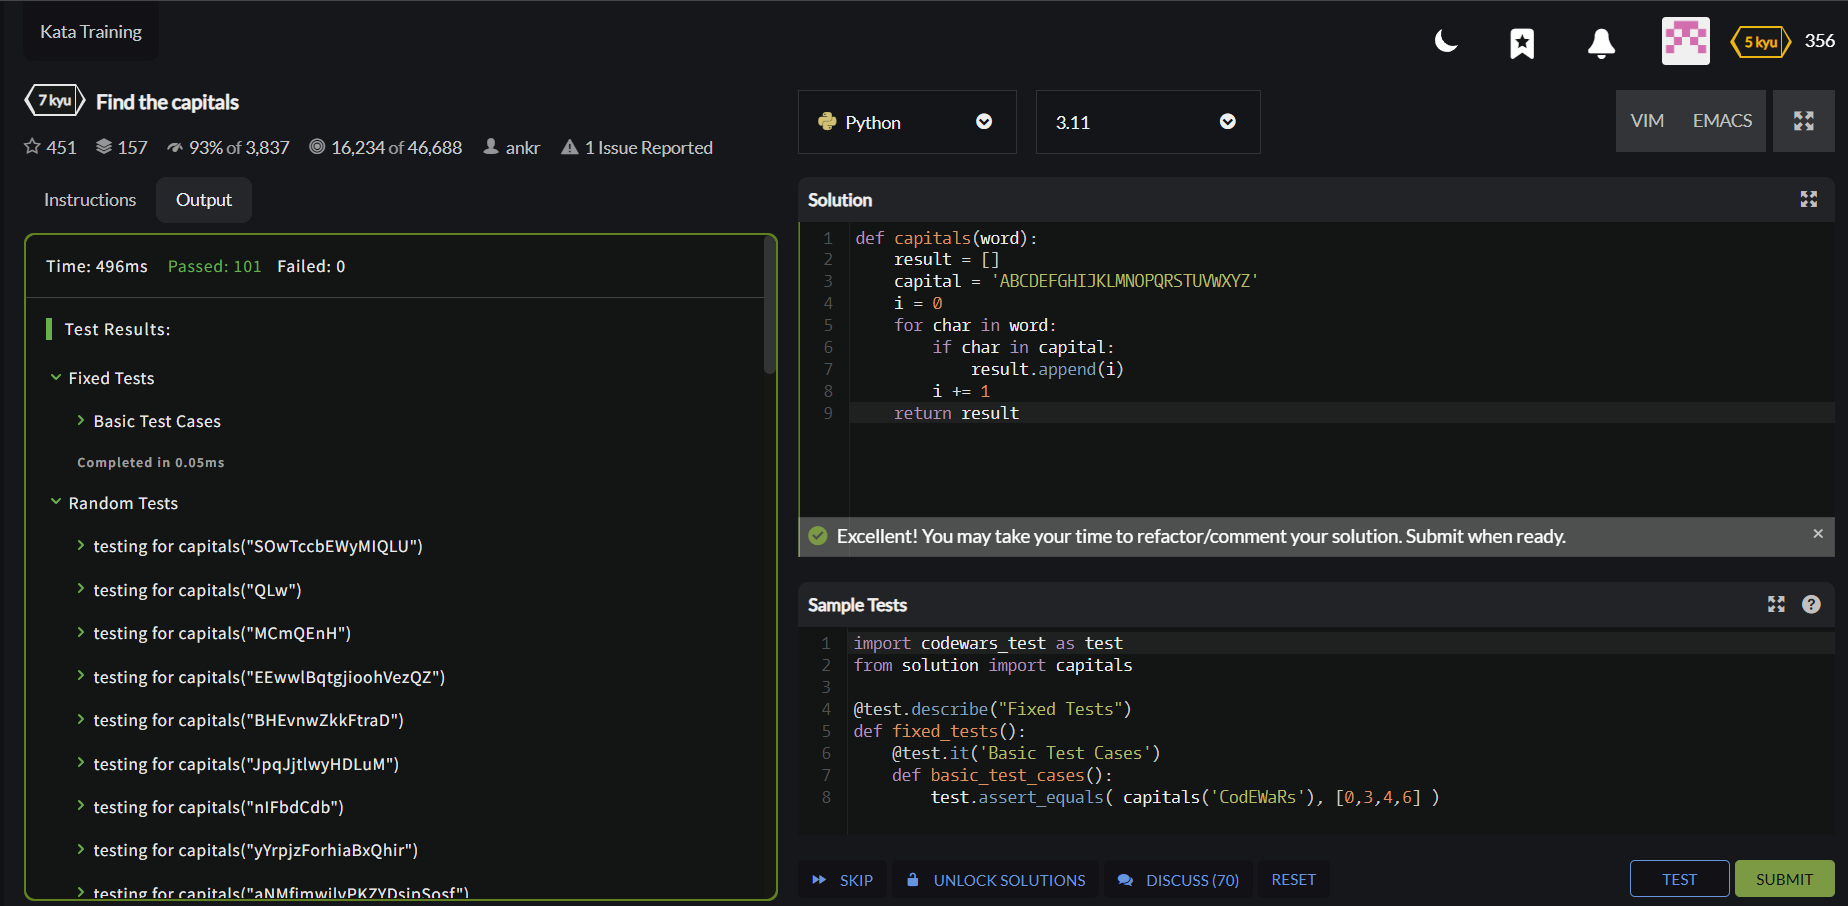 Kata Training
5 kyu 356
7 kyu Find the capitals
451 157 93% of 3,837 16,234 of 46,688 ankr 1 Issue Reported
Instructions Output
Time: 496ms Passed: 101 Failed: 0
Test Results:
Fixed Tests
Basic Test Cases
Completed in 0.05ms
Random Tests
testing for capitals("SOwTccbEWyMIQLU")
testing for capitals("QLw")
testing for capitals("MCmQEnH")
testing for capitals("EEwwlBqtgjioohVezQZ")
testing for capitals("BHEvnwZkkFtraD")
testing for capitals("JpqJjtlwyHDLuM")
testing for capitals("nIFbdCdb")
testing for capitals("yYrpjzForhiaBxQhir")
testing for
Python 3.11 VIM EMACS
Solution
1 def capitals(word):
2 result = []
3 capital = 'ABCDEFGHIJKLMNOPQRSTUVWXYZ'
4 i = 0
5 for char in word:
6 if char in capital:
7 result.append(i)
8 i += 1
9 return result
Excellent! You may take your time to refactor/comment your solution. Submit when ready.
Sample Tests
1 import codewars_test as test
2 from solution import capitals
3
4 @test.describe("Fixed Tests")
5 def fixed_tests():
6 @test.it('Basic Test Cases')
7 def basic_test_cases():
8 test.assert_equals( capitals('CodEWaRs'), [0,3,4,6] )
SKIP UNLOCK SOLUTIONS DISCUSS (70) RESET TEST SUBMIT